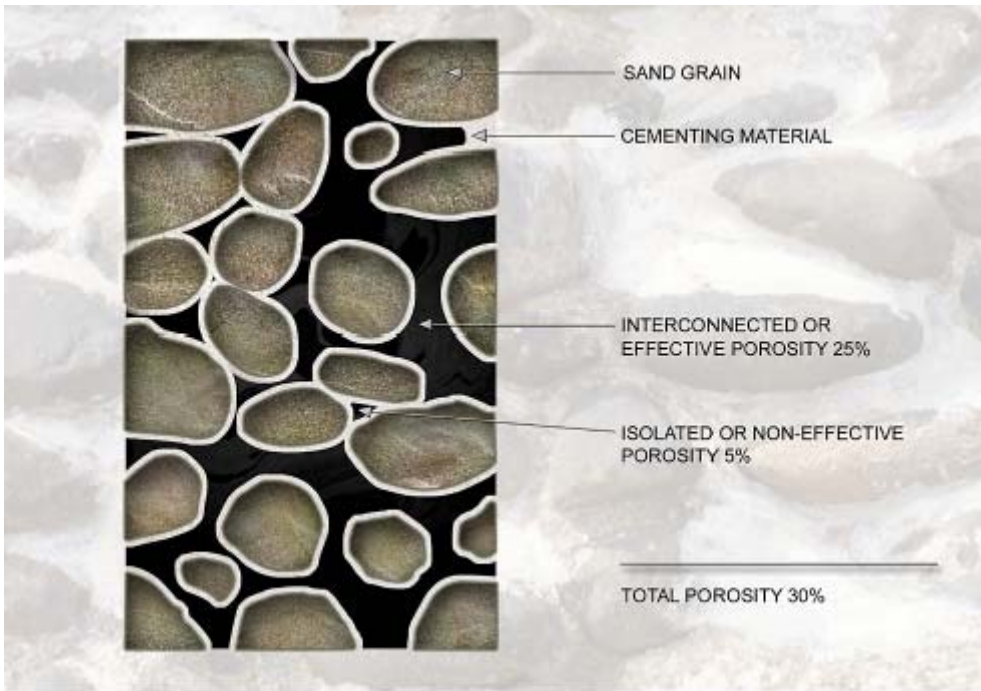 SAND GRAIN
CEMENTING MATERIAL
INTERCONNECTED OR
EFFECTIVE POROSITY 25%
ISOLATED OR NON-EFFECTIVE
POROSITY 5%
TOTAL POROSITY 30%